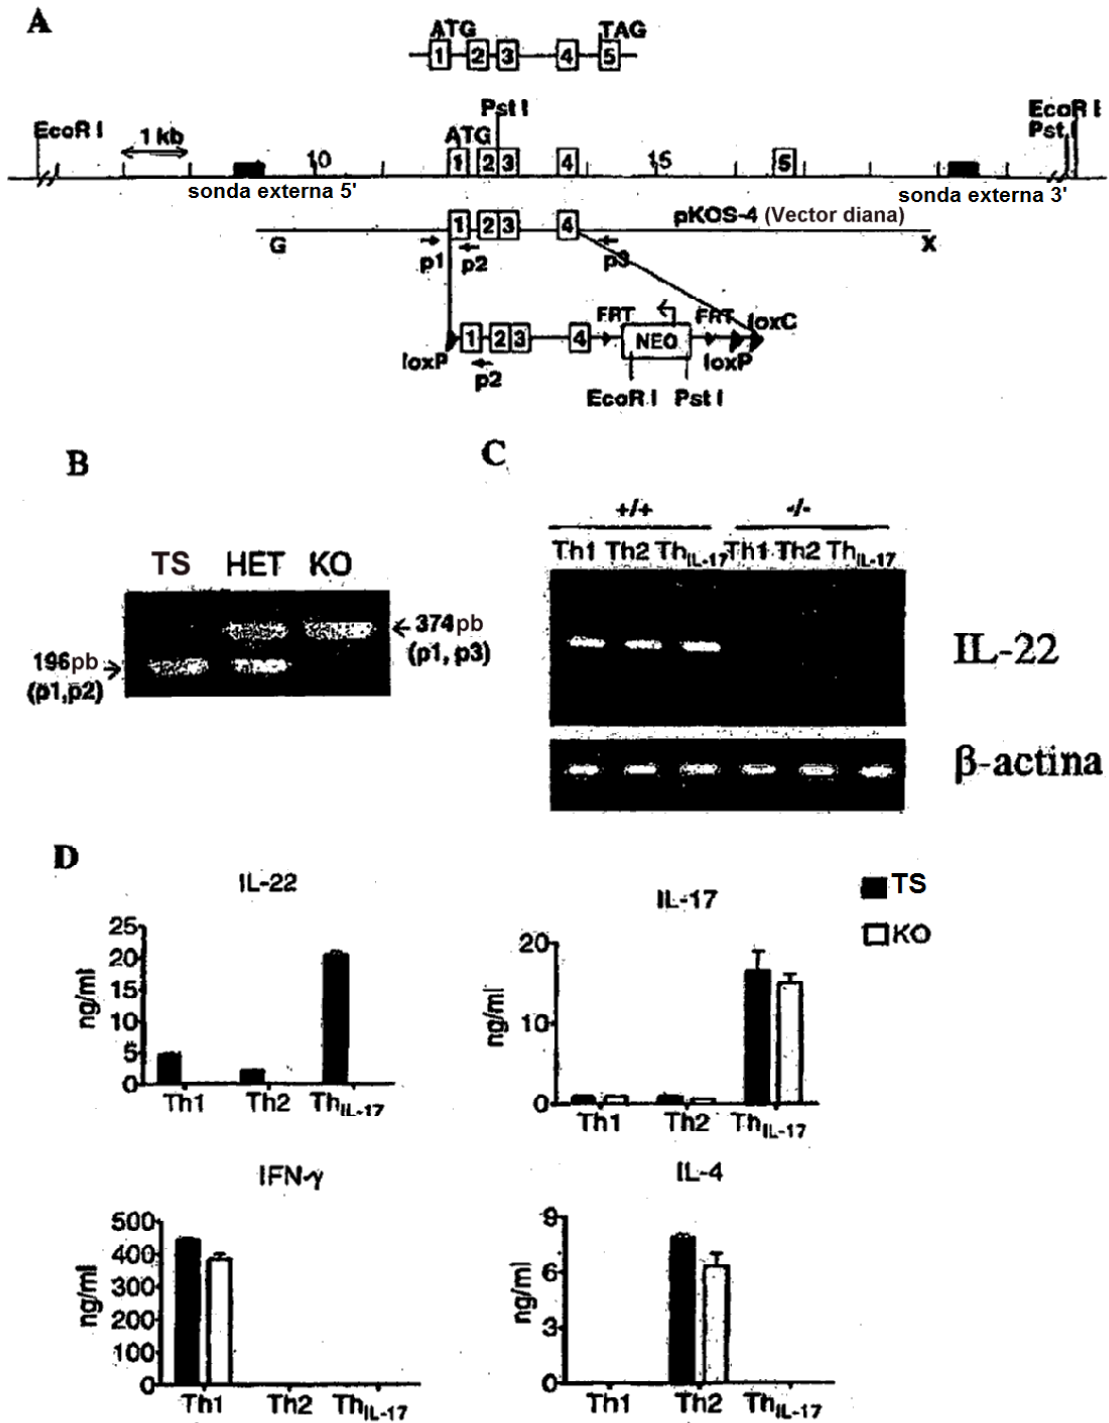 A
ATG TAG
1 2 3 4 5
Pst I
EcoR I
EcoR I
Pst I
1 kb
ATG
10 1 2 3 4 15 5
sonda externa 5'
sonda externa 3'
1 2 3 4 pKOS-4 (Vector diana)
G X
p1 p2 p3
FRT FRT loxC
1 2 3 4 NEO
loxP loxP
p2
EcoR I Pst I
B
TS HET KO
374pb
(p1, p3)
196pb
(p1,p2)
C
+/+ -/-
Th1 Th2 ThIL-17 Th1 Th2 ThIL-17
IL-22
β-actina
D
IL-22
ng/ml
25
20
15
10
5
0
Th1 Th2 ThIL-17
IL-17
ng/ml
20
10
0
Th1 Th2 ThIL-17
TS
KO
IFN-γ
ng/ml
500
400
300
200
100
0
Th1 Th2 ThIL-17
IL-4
ng/ml
9
6
3
0
Th1 Th2 ThIL-17